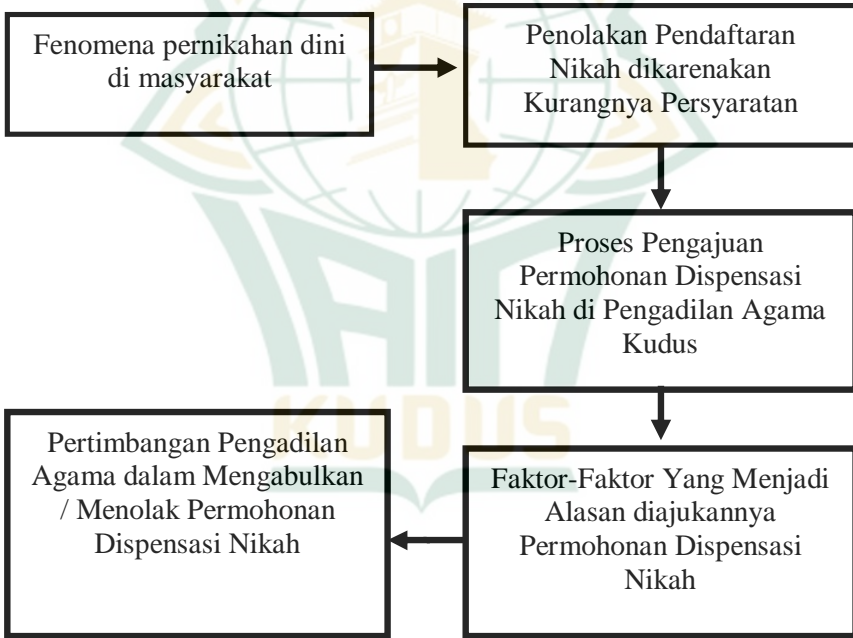 Fenomena pernikahan dini
di masyarakat
Penolakan Pendaftaran
Nikah dikarenakan
Kurangnya Persyaratan
Proses Pengajuan
Permohonan Dispensasi
Nikah di Pengadilan Agama
Kudus
Faktor-Faktor Yang Menjadi
Alasan diajukannya
Permohonan Dispensasi
Nikah
Pertimbangan Pengadilan
Agama dalam Mengabulkan
/ Menolak Permohonan
Dispensasi Nikah
IAIN
KUDUS